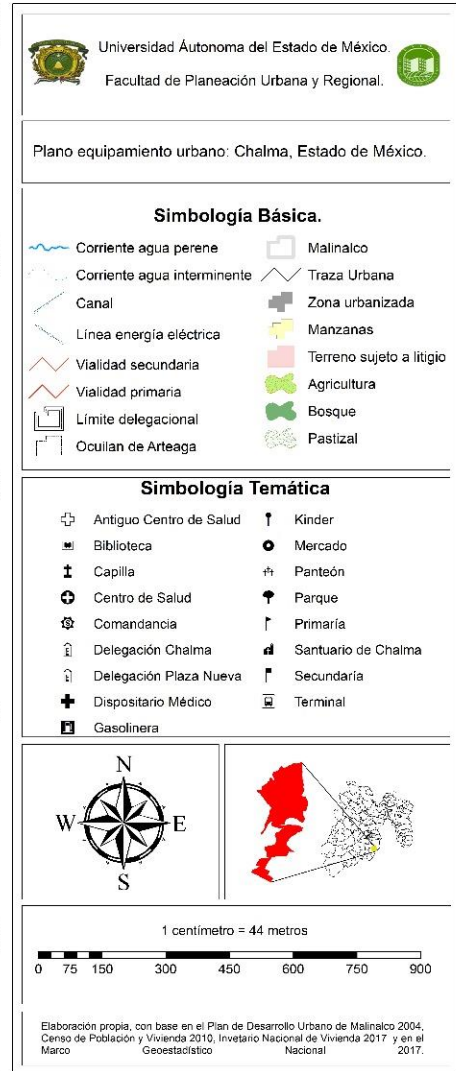 Universidad Áutonoma del Estado de México.
Facultad de Planeación Urbana y Regional.
Plano equipamiento urbano: Chalma, Estado de México.
Simbología Básica.
Corriente agua perene
Corriente agua interminente
Canal
Línea energía eléctrica
Vialidad secundaria
Vialidad primaria
Límite delegacional
Ocuilan de Arteaga
Malinalco
Traza Urbana
Zona urbanizada
Manzanas
Terreno sujeto a litigio
Agricultura
Bosque
Pastizal
Simbología Temática
Antiguo Centro de Salud
Biblioteca
Capilla
Centro de Salud
Comandancia
Delegación Chalma
Delegación Plaza Nueva
Dispositario Médico
Gasolinera
Kinder
Mercado
Panteón
Parque
Primaría
Santuario de Chalma
Secundaría
Terminal
N
W E
S
1 centímetro = 44 metros
0 75 150 300 450 600 750 900
Elaboración propia, con base en el Plan de Desarrollo Urbano de Malinalco 2004,
Censo de Población y Vivienda 2010, Invetario Nacional de Vivienda 2017 y en el
Marco Geoestadístico Nacional 2017.